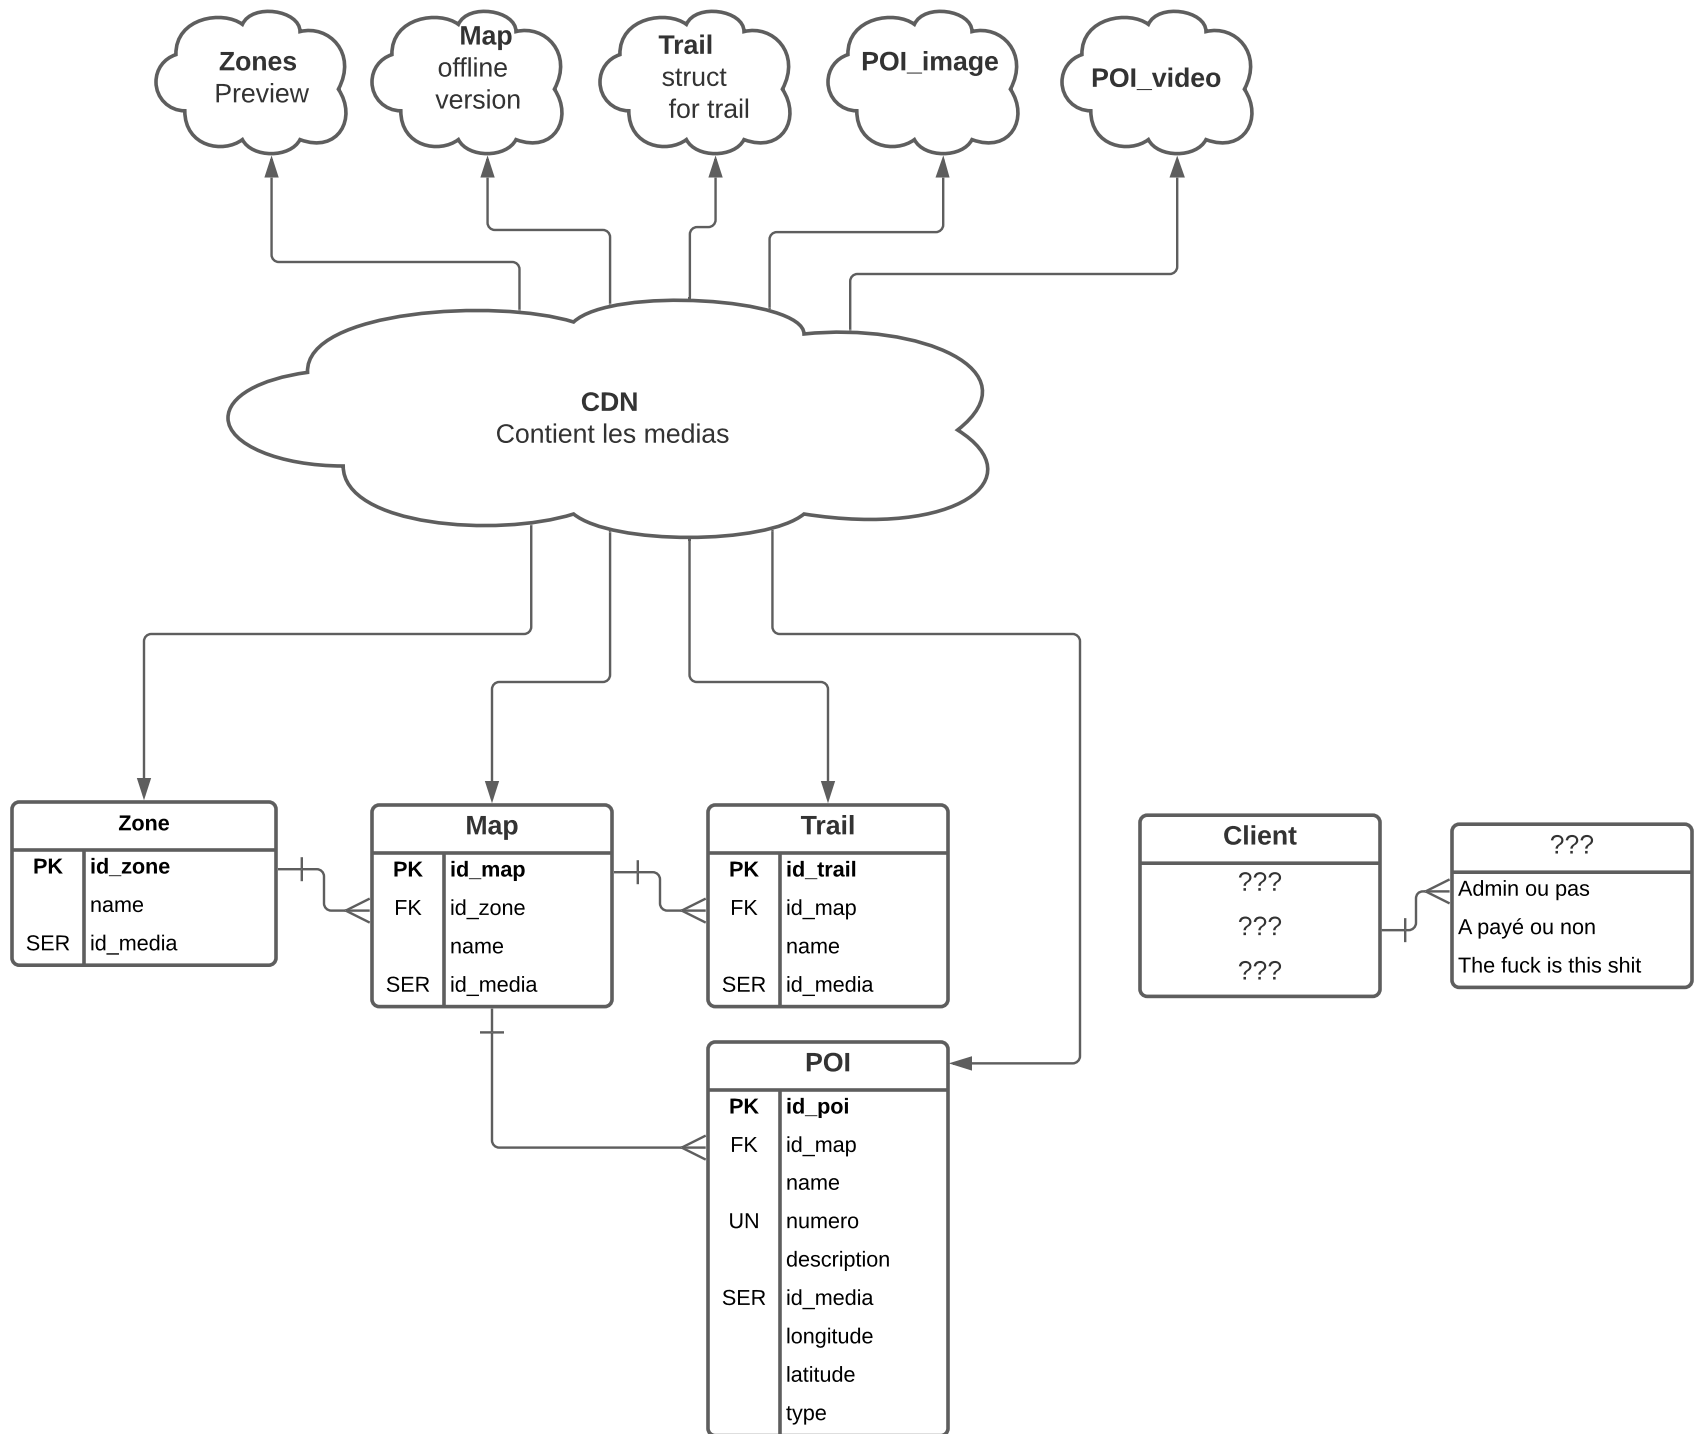 Zones
Preview
Map
offline
version
Trail
struct
for trail
POI_image
POI_video
CDN
Contient les medias
Zone
PK id_zone
name
SER id_media
Map
PK id_map
FK id_zone
name
SER id_media
Trail
PK id_trail
FK id_map
name
SER id_media
Client
???
???
???
???
Admin ou pas
A payé ou non
The fuck is this shit
POI
PK id_poi
FK id_map
name
UN numero
description
SER id_media
longitude
latitude
type